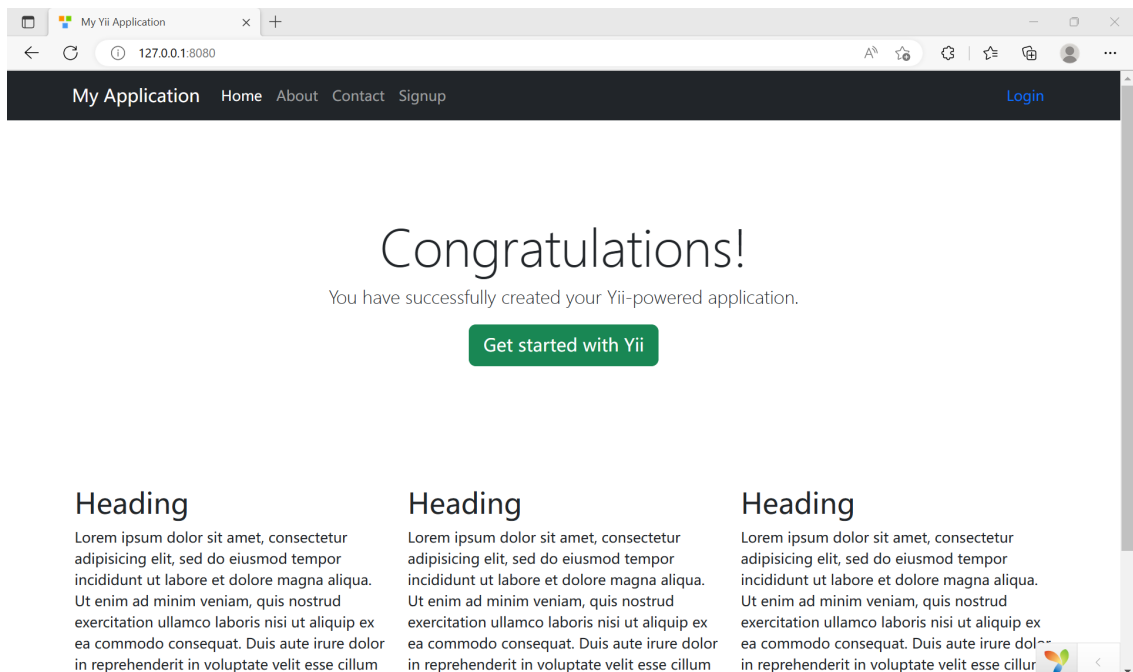 My Yii Application
127.0.0.1:8080
My Application Home About Contact Signup Login
Congratulations!
You have successfully created your Yii-powered application.
Get started with Yii
Heading
Lorem ipsum dolor sit amet, consectetur
adipisicing elit, sed do eiusmod tempor
incididunt ut labore et dolore magna aliqua.
Ut enim ad minim veniam, quis nostrud
exercitation ullamco laboris nisi ut aliquip ex
ea commodo consequat. Duis aute irure dolor
in reprehenderit in voluptate velit esse cillum
Heading
Lorem ipsum dolor sit amet, consectetur
adipisicing elit, sed do eiusmod tempor
incididunt ut labore et dolore magna aliqua.
Ut enim ad minim veniam, quis nostrud
exercitation ullamco laboris nisi ut aliquip ex
ea commodo consequat. Duis aute irure dolor
in reprehenderit in voluptate velit esse cillum
Heading
Lorem ipsum dolor sit amet, consectetur
adipisicing elit, sed do eiusmod tempor
incididunt ut labore et dolore magna aliqua.
Ut enim ad minim veniam, quis nostrud
exercitation ullamco laboris nisi ut aliquip ex
ea commodo consequat. Duis aute irure dolor
in reprehenderit in voluptate velit esse